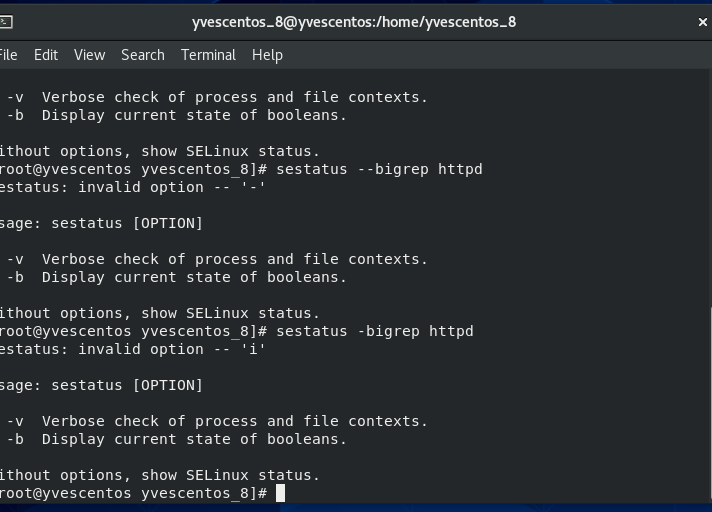 yvescentos_8@yvescentos:/home/yvescentos_8
File Edit View Search Terminal Help
-v Verbose check of process and file contexts.
-b Display current state of booleans.
ithout options, show SELinux status.
root@yvescentos yvescentos_8]# sestatus --bigrep httpd
estatus: invalid option -- '-'
sage: sestatus [OPTION]
-v Verbose check of process and file contexts.
-b Display current state of booleans.
ithout options, show SELinux status.
root@yvescentos yvescentos_8]# sestatus -bigrep httpd
estatus: invalid option -- 'i'
sage: sestatus [OPTION]
-v Verbose check of process and file contexts.
-b Display current state of booleans.
ithout options, show SELinux status.
root@yvescentos yvescentos_8]#